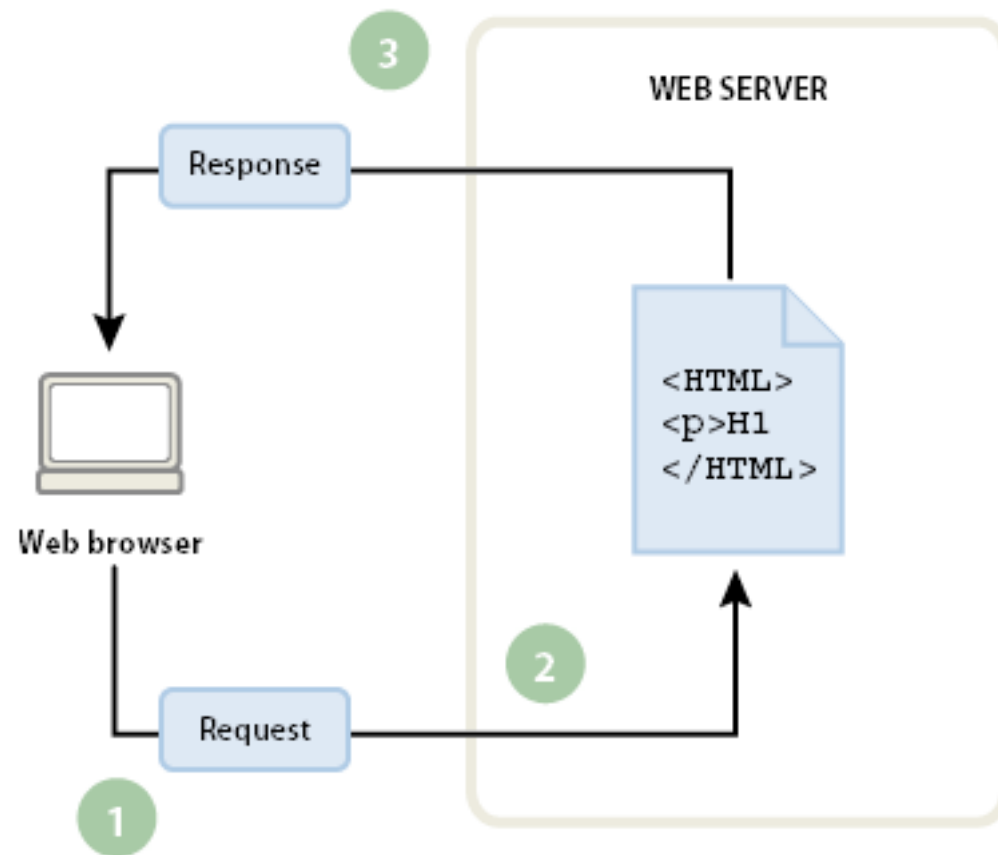 3
WEB SERVER
Response
<HTML>
<p>H1
</HTML>
Web browser
2
Request
1